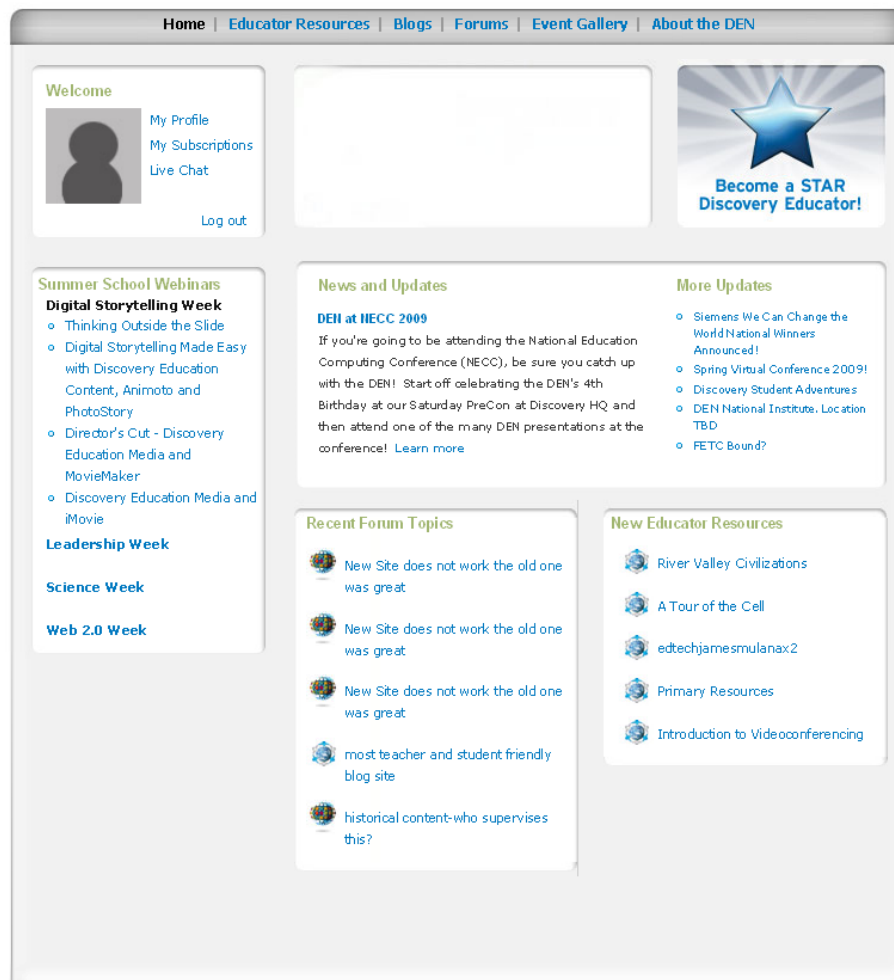 Home | Educator Resources | Blogs | Forums | Event Gallery | About the DEN
Welcome
My Profile
My Subscriptions
Live Chat
Log out
Become a STAR
Discovery Educator!
Summer School Webinars
Digital Storytelling Week
Thinking Outside the Slide
Digital Storytelling Made Easy
with Discovery Education
Content, Animoto and
PhotoStory
Director's Cut - Discovery
Education Media and
MovieMaker
Discovery Education Media and
iMovie
Leadership Week
Science Week
Web 2.0 Week
News and Updates
DEN at NECC 2009
If you're going to be attending the National Education
Computing Conference (NECC), be sure you catch up
with the DEN! Start off celebrating the DEN's 4th
Birthday at our Saturday PreCon at Discovery HQ and
then attend one of the many DEN presentations at the
conference! Learn more
More Updates
Siemens We Can Change the
World National Winners
Announced!
Spring Virtual Conference 2009!
Discovery Student Adventures
DEN National Institute. Location
TBD
FETC Bound?
Recent Forum Topics
New Site does not work the old one
was great
New Site does not work the old one
was great
New Site does not work the old one
was great
most teacher and student friendly
blog site
historical content-who supervises
this?
New Educator Resources
River Valley Civilizations
A Tour of the Cell
edtechjamesmulanax2
Primary Resources
Introduction to Videoconferencing